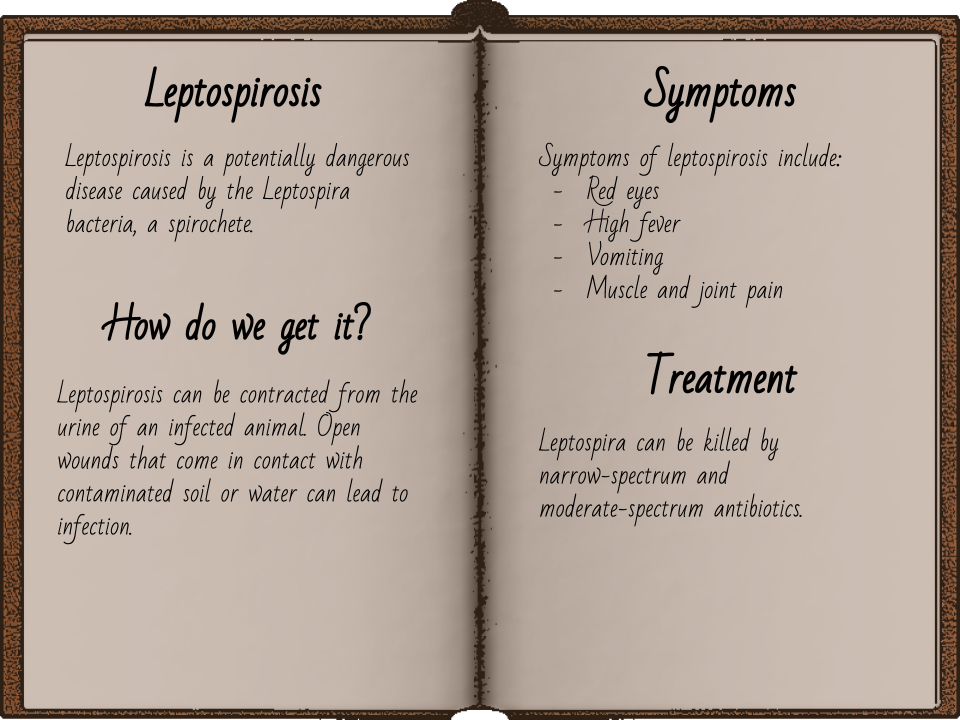 Leptospirosis
Leptospirosis is a potentially dangerous
disease caused by the Leptospira
bacteria, a spirochete.
How do we get it?
Leptospirosis can be contracted from the
urine of an infected animal. Open
wounds that come in contact with
contaminated soil or water can lead to
infection.
Symptoms
Symptoms of leptospirosis include:
- Red eyes
- High fever
- Vomiting
- Muscle and joint pain
Treatment
Leptospira can be killed by
narrow-spectrum and
moderate-spectrum antibiotics.